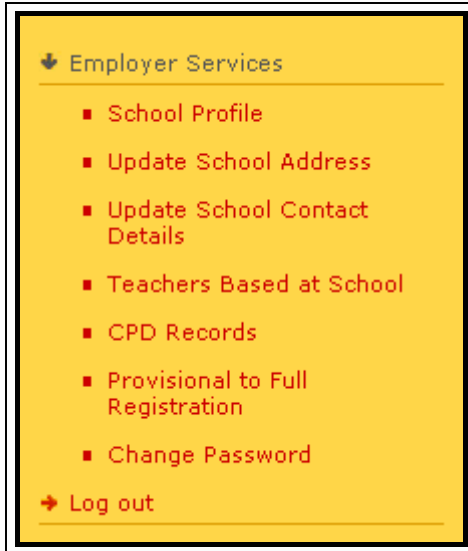 Employer Services
School Profile
Update School Address
Update School Contact
Details
Teachers Based at School
CPD Records
Provisional to Full
Registration
Change Password
Log out